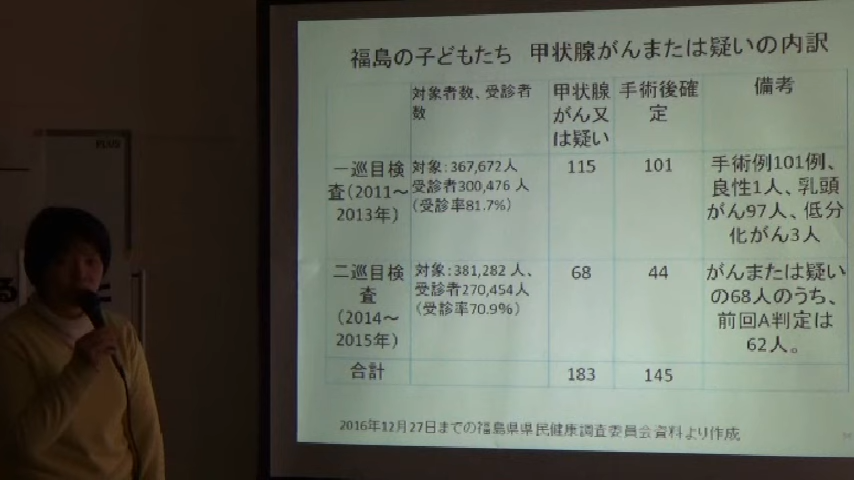 PLUS
る
福島の子どもたち 甲状腺がんまたは疑いの内訳
対象者数、受診者
数
甲状腺
がん又
は疑い
手術後確
定
備考
一巡目検
査(2011〜
2013年)
対象:367,672人
受診者300,476 人
(受診率81.7%)
115
101
手術例101例、
良性1人、乳頭
がん97人、低分
化がん3人
二巡目検
査
(2014〜
2015年)
対象:381,282 人、
受診者270,454人
(受診率70.9%)
68
44
がんまたは疑い
の68人のうち、
前回A判定は
62人。
合計
183
145
2016年12月27日までの福島県県民健康調査委員会資料より作成